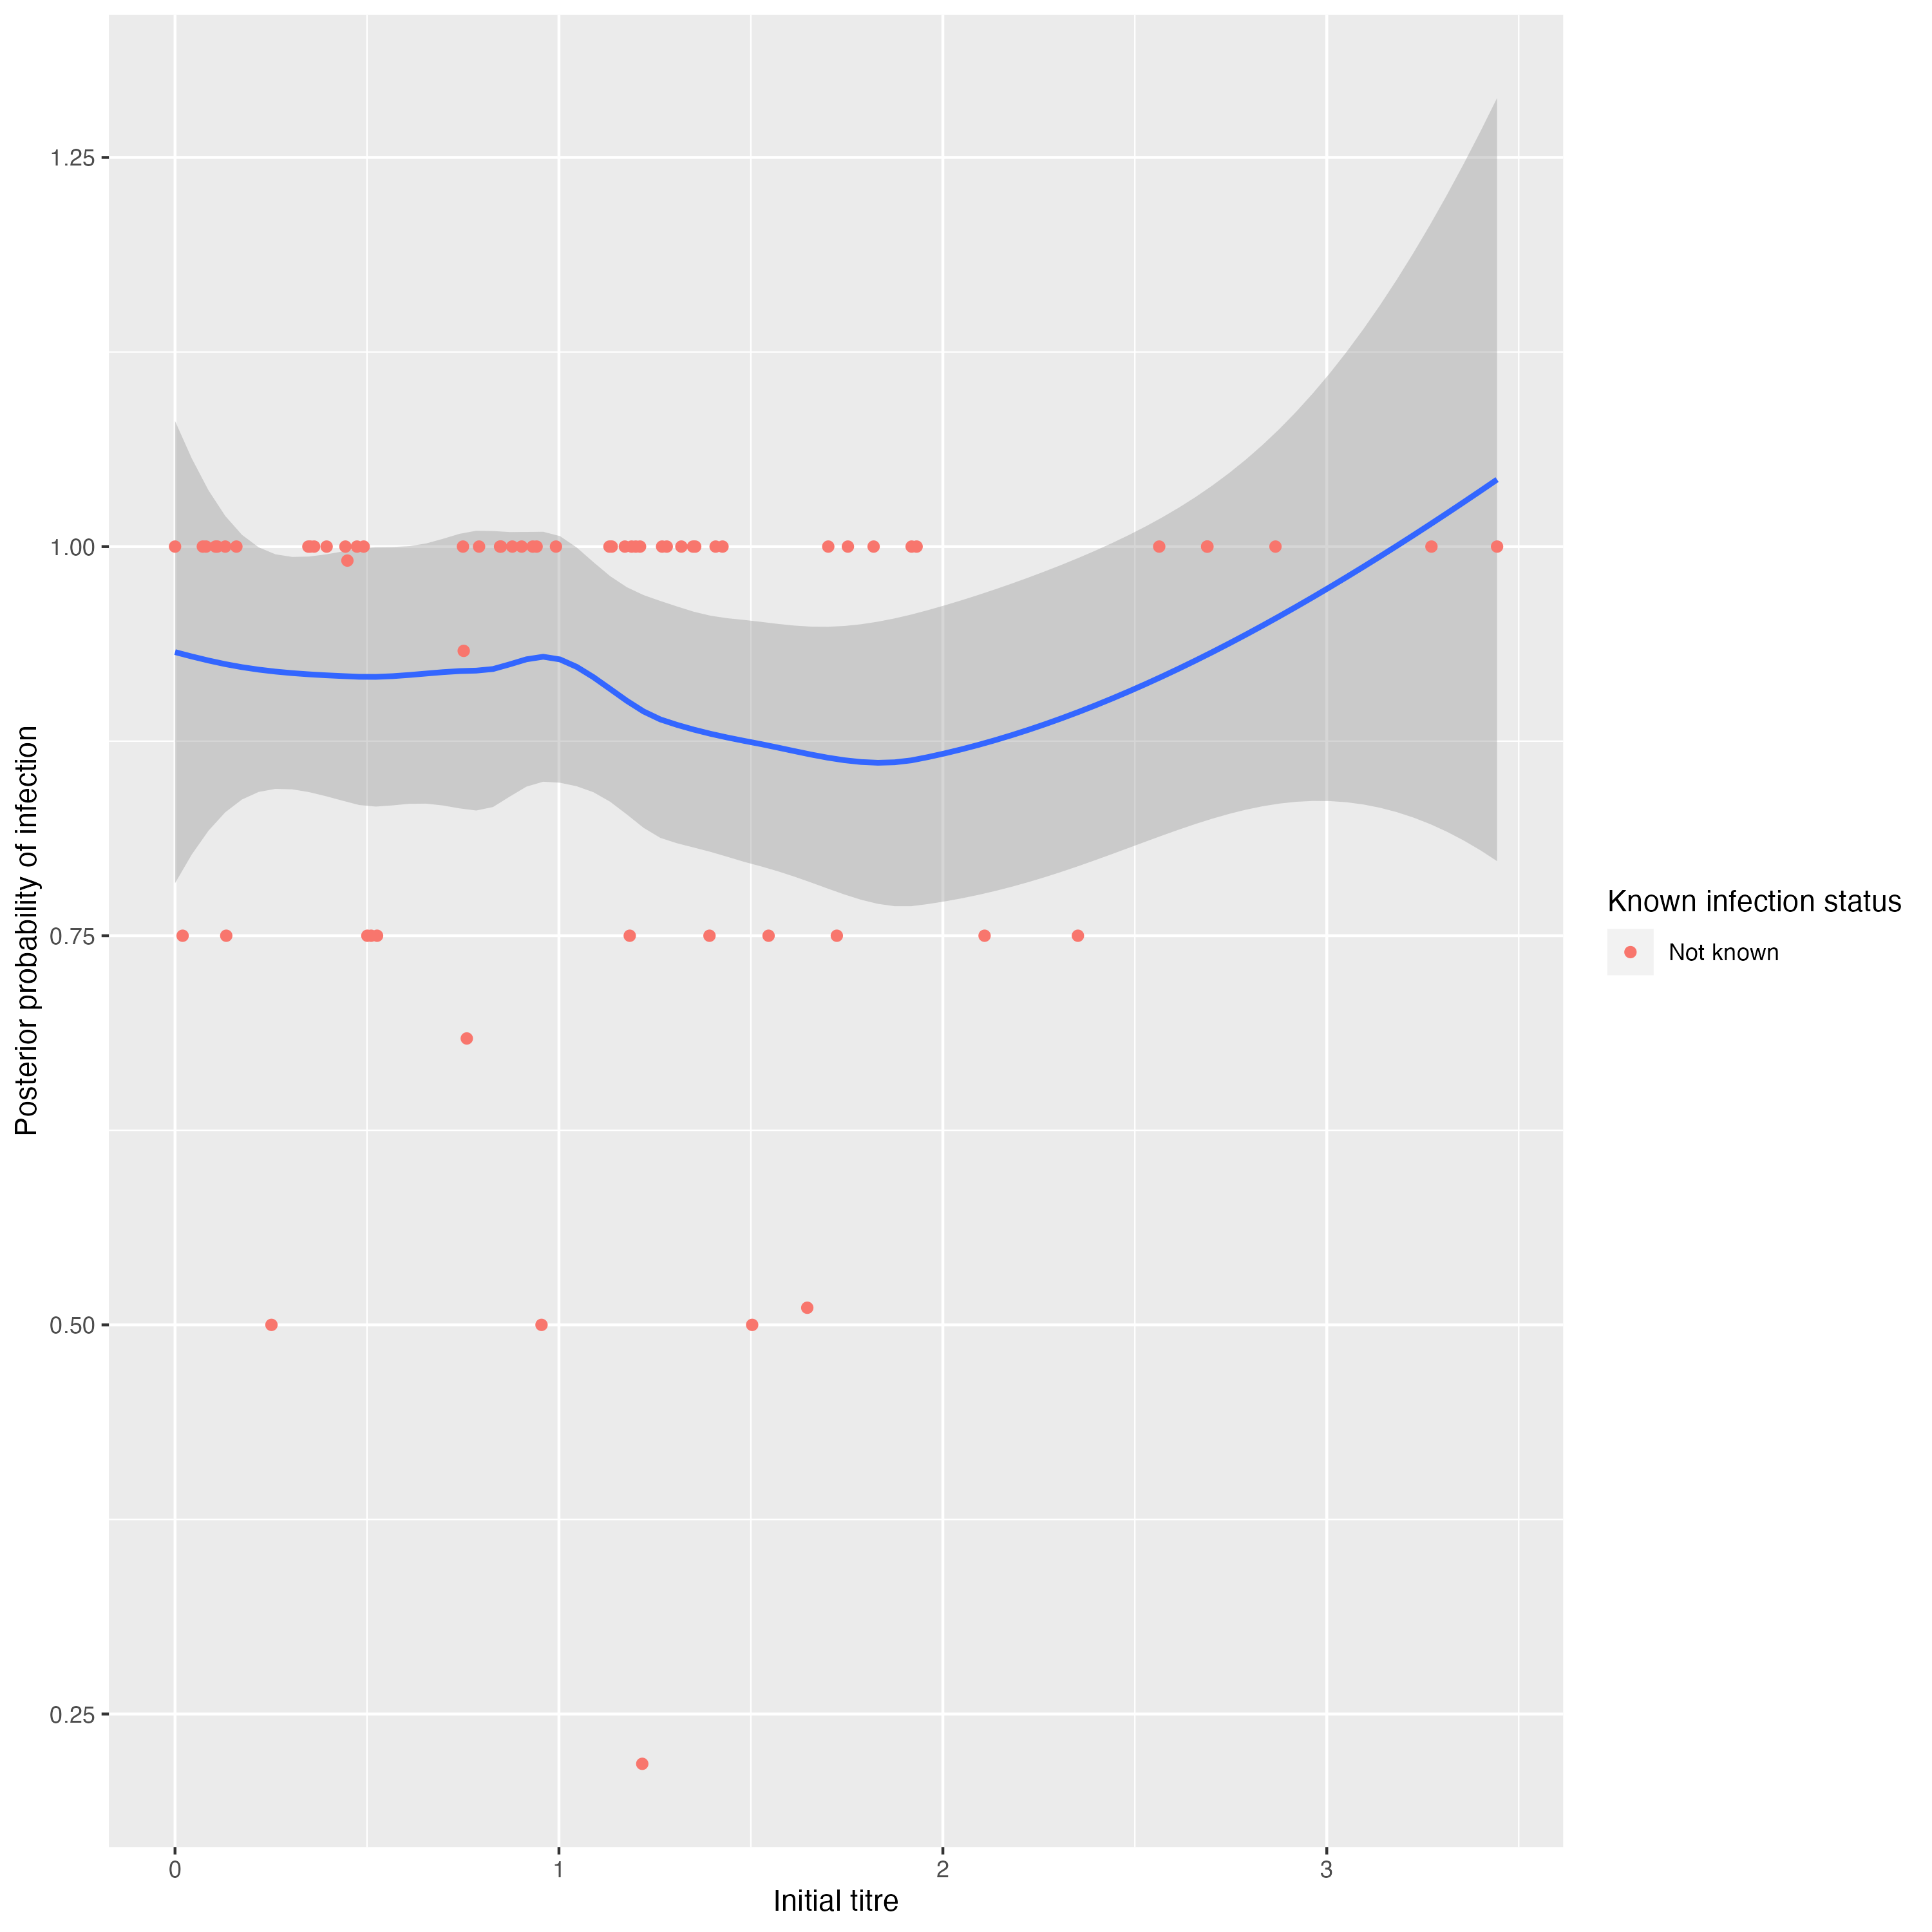 1.25
1.00
0.75
0.50
0.25
Posterior probability of infection
0 1 2 3
Initial titre
Known infection status
Not known